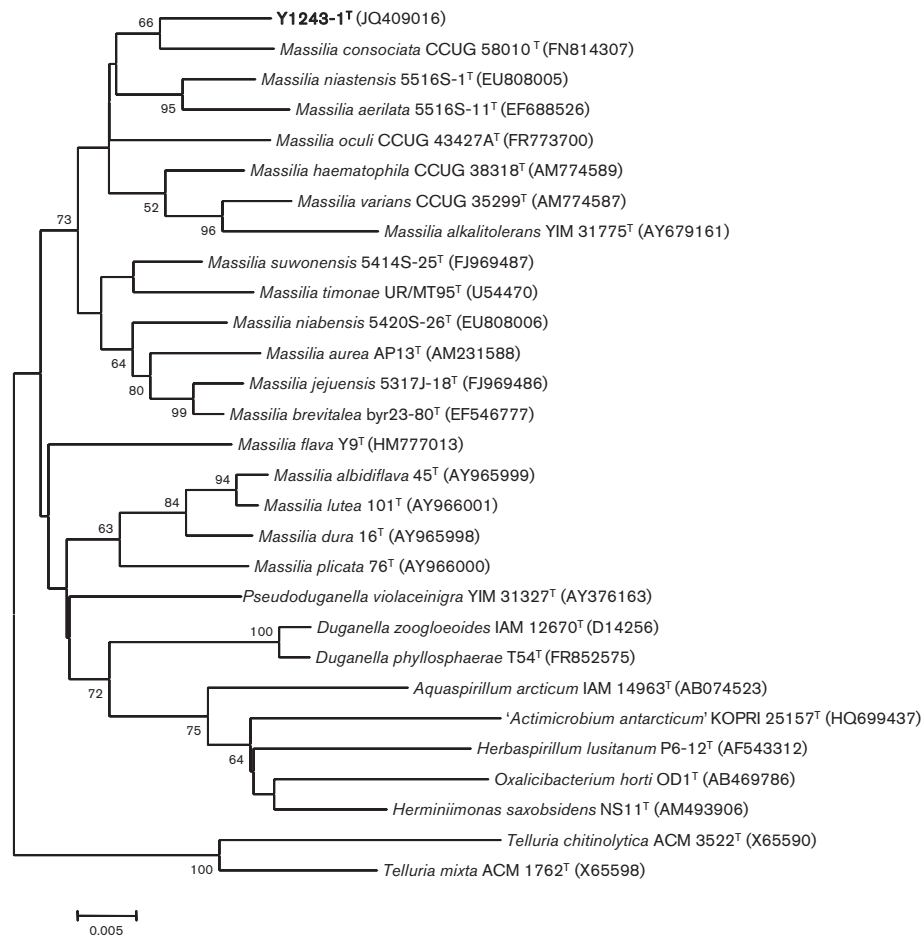 66
Y1243-1ᵀ (JQ409016)
Massilia consociata CCUG 58010 ᵀ (FN814307)
Massilia niastensis 5516S-1ᵀ (EU808005)
95
Massilia aerilata 5516S-11ᵀ (EF688526)
Massilia oculi CCUG 43427Aᵀ (FR773700)
Massilia haematophila CCUG 38318ᵀ (AM774589)
52
Massilia varians CCUG 35299ᵀ (AM774587)
73
96
Massilia alkalitolerans YIM 31775ᵀ (AY679161)
Massilia suwonensis 5414S-25ᵀ (FJ969487)
Massilia timonae UR/MT95ᵀ (U54470)
Massilia niabensis 5420S-26ᵀ (EU808006)
64
Massilia aurea AP13ᵀ (AM231588)
80
Massilia jejuensis 5317J-18ᵀ (FJ969486)
99
Massilia brevitalea byr23-80ᵀ (EF546777)
Massilia flava Y9ᵀ (HM777013)
94
Massilia albidiflava 45ᵀ (AY965999)
84
Massilia lutea 101ᵀ (AY966001)
63
Massilia dura 16ᵀ (AY965998)
Massilia plicata 76ᵀ (AY966000)
Pseudoduganella violaceinigra YIM 31327ᵀ (AY376163)
100
Duganella zoogloeoides IAM 12670ᵀ (D14256)
Duganella phyllosphaerae T54ᵀ (FR852575)
72
Aquaspirillum arcticum IAM 14963ᵀ (AB074523)
75
‘Actimicrobium antarcticum’ KOPRI 25157ᵀ (HQ699437)
64
Herbaspirillum lusitanum P6-12ᵀ (AF543312)
Oxalicibacterium horti OD1ᵀ (AB469786)
Herminiimonas saxobsidens NS11ᵀ (AM493906)
Telluria chitinolytica ACM 3522ᵀ (X65590)
100
Telluria mixta ACM 1762ᵀ (X65598)
0.005